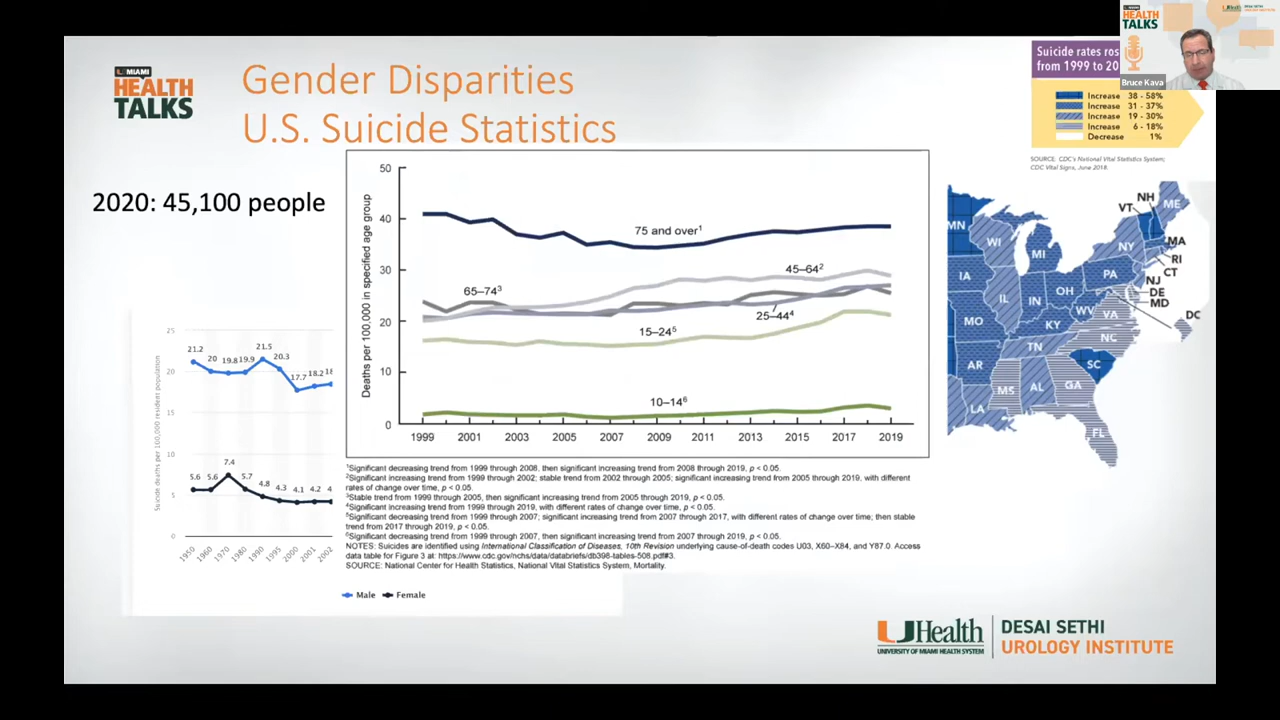 U MIAMI
HEALTH
TALKS
Gender Disparities
U.S. Suicide Statistics
2020: 45,100 people
Suicide rates ros
from 1999 to 20
Increase 38 - 58%
Increase 31 - 37%
Increase 19 - 30%
Increase 6 - 18%
Decrease 1%
SOURCE: CDC's National Vital Statistics System;
CDC Vital Signs, June 2018.
HEALTH
TALKS
Bruce Kava
UHealth
UROLOGY INSTITUTE
Deaths per 100,000 in specified age group
50
40
30
20
10
0
75 and over1
45–642
65–743
25–444
15–245
10–146
1999 2001 2003 2005 2007 2009 2011 2013 2015 2017 2019
1Significant decreasing trend from 1999 through 2008, then significant increasing trend from 2008 through 2019, p < 0.05.
2Significant increasing trend from 1999 through 2002; stable trend from 2002 through 2005; significant increasing trend from 2005 through 2019, with different
rates of change over time, p < 0.05.
3Stable trend from 1999 through 2005, then significant increasing trend from 2005 through 2019, p < 0.05.
4Significant increasing trend from 1999 through 2019, with different rates of change over time, p < 0.05.
5Significant decreasing trend from 1999 through 2007; significant increasing trend from 2007 through 2017, with different rates of change over time; then stable
trend from 2017 through 2019, p < 0.05.
6Significant decreasing trend from 1999 through 2007, then significant increasing trend from 2007 through 2019, p < 0.05.
NOTES: Suicides are identified using International Classification of Diseases, 10th Revision underlying cause-of-death codes U03, X60–X84, and Y87.0. Access
data table for Figure 3 at: https://www.cdc.gov/nchs/data/databriefs/db398-tables-508.pdf#3.
SOURCE: National Center for Health Statistics, National Vital Statistics System, Mortality.
Suicide deaths per 100,000 resident population
25
20
15
10
5
0
21.2 20 19.8 19.9 21.5 20.3 17.7 18.2 18
5.6 5.6 7.4 5.7 4.8 4.3 4.1 4.2 4
1950 1960 1970 1980 1990 1995 2000 2001 2002
Male Female
NH
VT
ME
MN
WI
MI
NY
MA
RI
CT
IA
PA
NJ
DE
MD
IL
IN
OH
WV
VA
DC
MO
KY
NC
TN
AR
SC
MS
AL
GA
LA
FL
UHealth
UNIVERSITY OF MIAMI HEALTH SYSTEM
DESAI SETHI
UROLOGY INSTITUTE